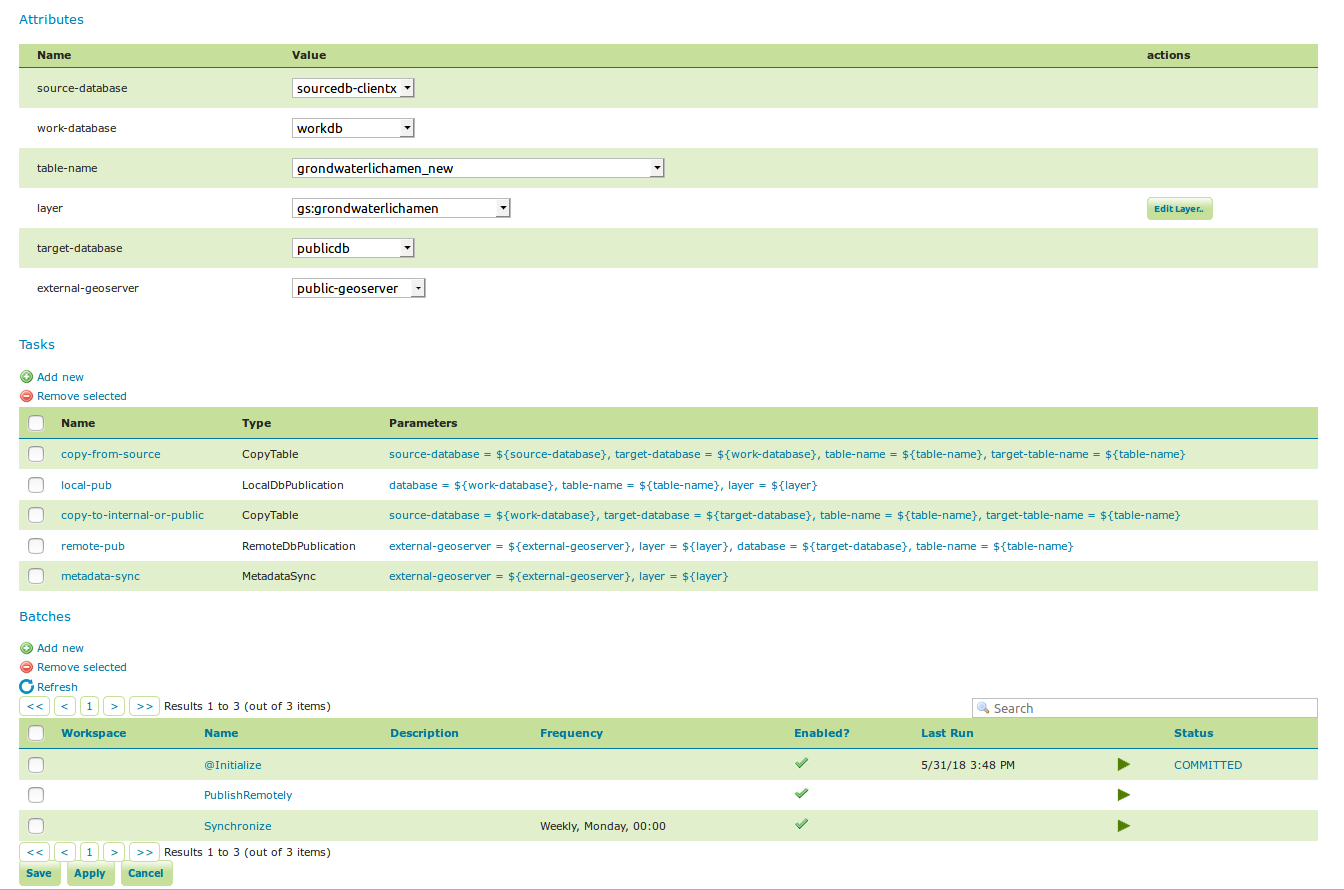 Attributes
Name Value actions
source-database sourcedb-clientx
work-database workdb
table-name grondwaterlichamen_new
layer gs:grondwaterlichamen Edit Layer..
target-database publicdb
external-geoserver public-geoserver
Tasks
Add new
Remove selected
Name Type Parameters
copy-from-source CopyTable source-database = ${source-database}, target-database = ${work-database}, table-name = ${table-name}, target-table-name = ${table-name}
local-pub LocalDbPublication database = ${work-database}, table-name = ${table-name}, layer = ${layer}
copy-to-internal-or-public CopyTable source-database = ${work-database}, target-database = ${target-database}, table-name = ${table-name}, target-table-name = ${table-name}
remote-pub RemoteDbPublication external-geoserver = ${external-geoserver}, layer = ${layer}, database = ${target-database}, table-name = ${table-name}
metadata-sync MetadataSync external-geoserver = ${external-geoserver}, layer = ${layer}
Batches
Add new
Remove selected
Refresh
<< < 1 > >> Results 1 to 3 (out of 3 items) Search
Workspace Name Description Frequency Enabled? Last Run Status
@Initialize 5/31/18 3:48 PM COMMITTED
PublishRemotely
Synchronize Weekly, Monday, 00:00
<< < 1 > >> Results 1 to 3 (out of 3 items)
Save Apply Cancel